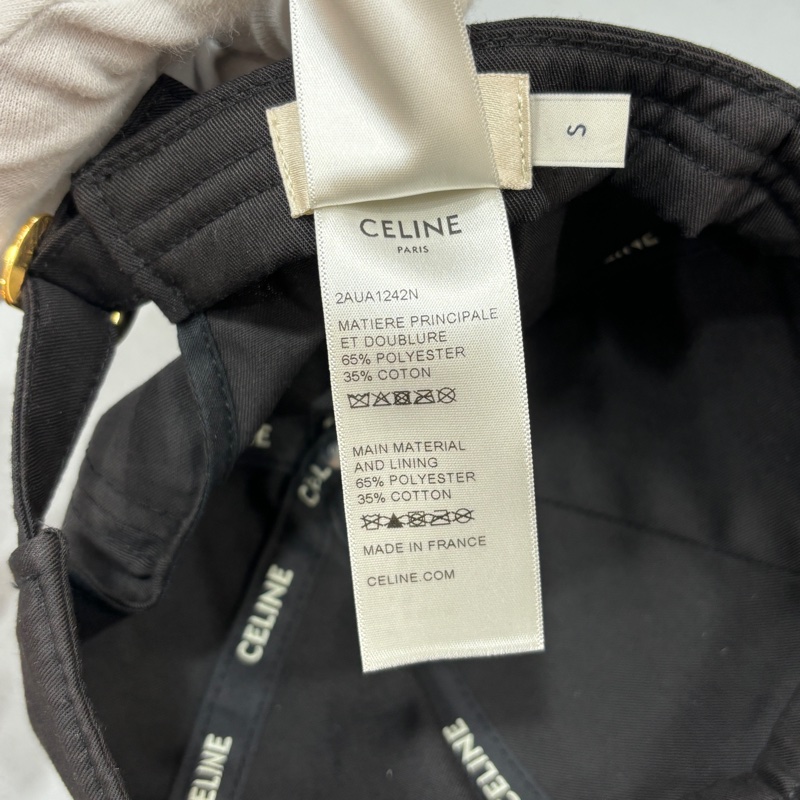 S
CELINE
PARIS
2AUA1242N
MATIERE PRINCIPALE
ET DOUBLURE
65% POLYESTER
35% COTON
MAIN MATERIAL
AND LINING
65% POLYESTER
35% COTTON
MADE IN FRANCE
CELINE.COM
CELINE
CELINE
CELINE